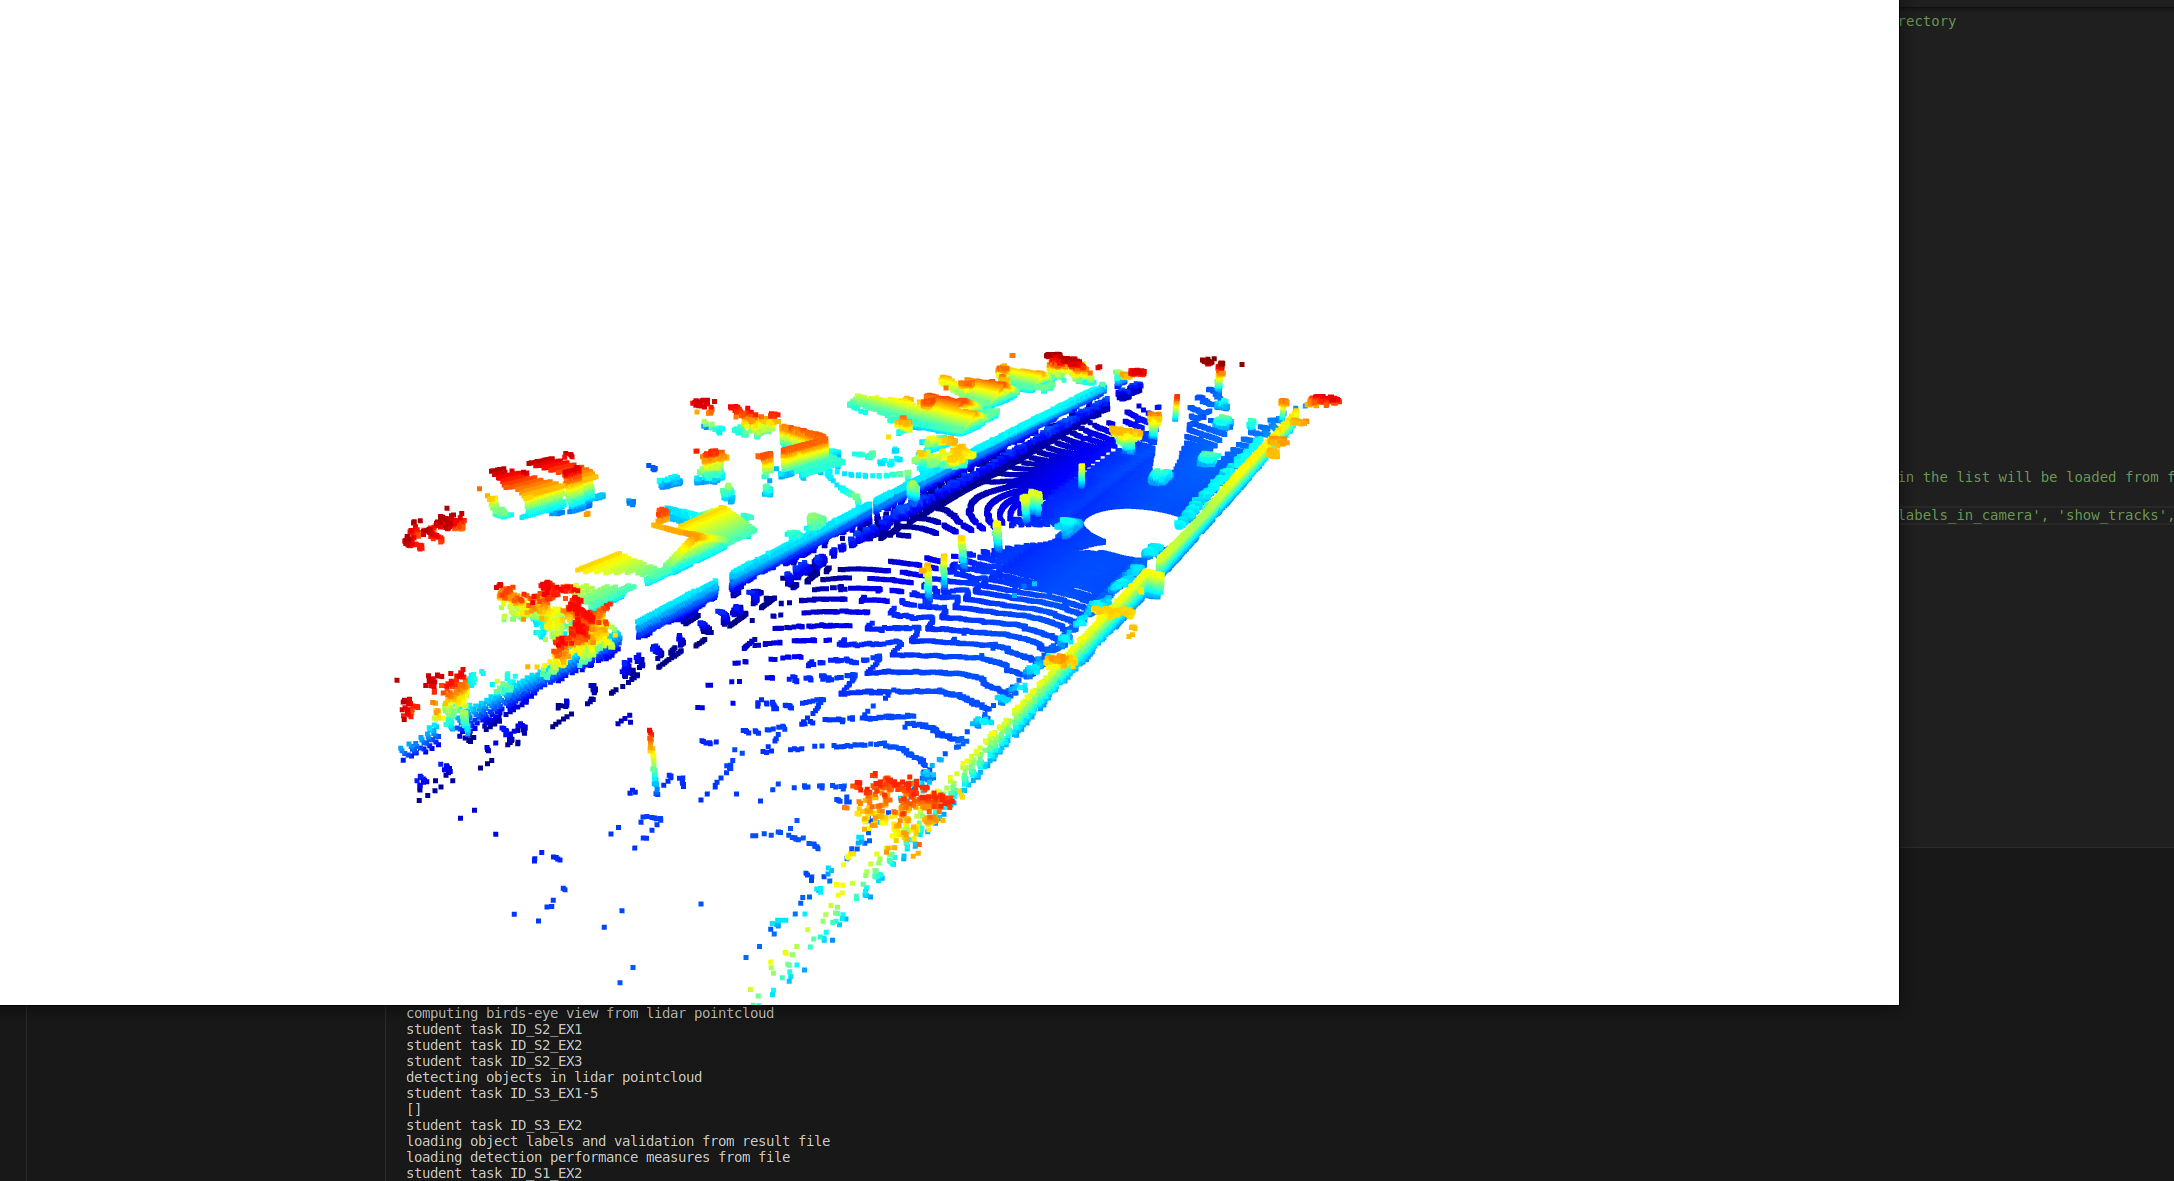 rectory
in the list will be loaded from f
labels_in_camera', 'show_tracks',
computing birds-eye view from lidar pointcloud
student task ID_S2_EX1
student task ID_S2_EX2
student task ID_S2_EX3
detecting objects in lidar pointcloud
student task ID_S3_EX1-5
[]
student task ID_S3_EX2
loading object labels and validation from result file
loading detection performance measures from file
student task ID_S1_EX2